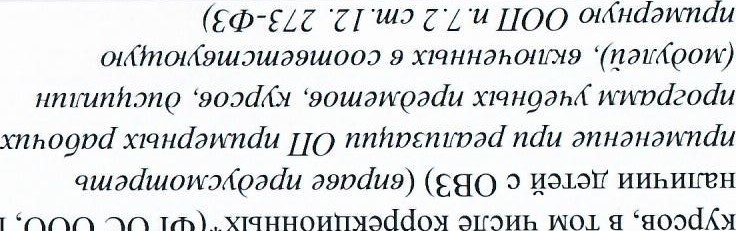 курсов, в том числе коррекционных*(ФГОС ООО,
наличии детей с ОВЗ) (вправе предусмотреть
применение при реализации ОП примерных рабочих
программ учебных предметов, курсов, дисциплин
(модулей), включенных в соответствующую
примерную ООП п.7.2 ст.12. 273-ФЗ)